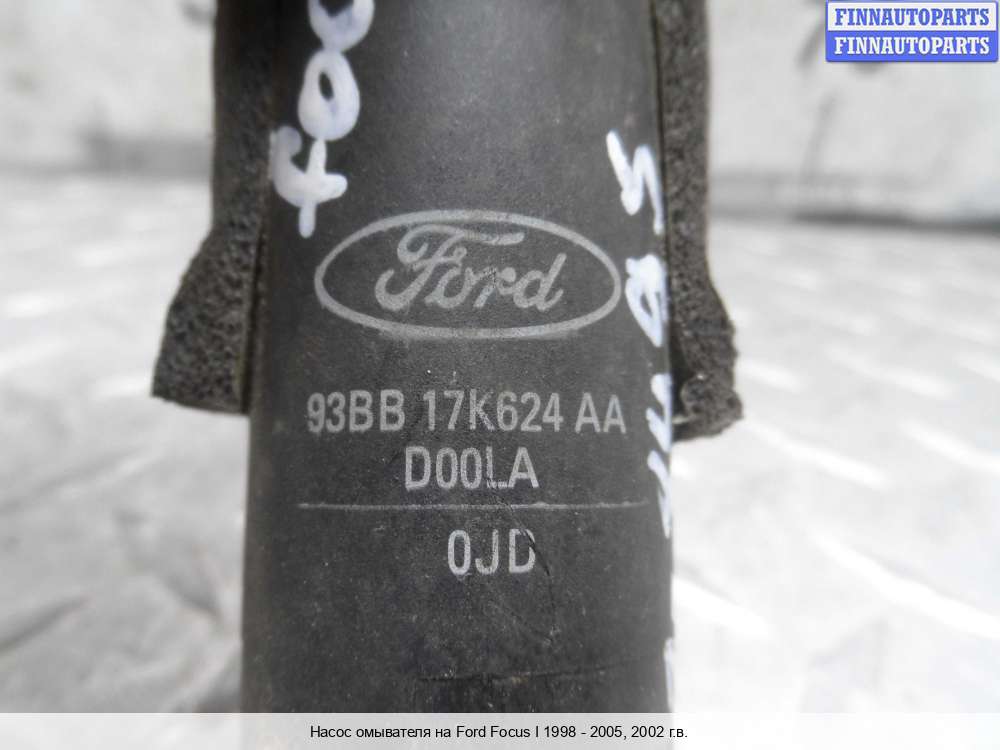 FINNAUTOPARTS
FINNAUTOPARTS
Ford
93BB 17K624 AA
D00LA
0JD
Насос омывателя на Ford Focus I 1998 - 2005, 2002 г.в.